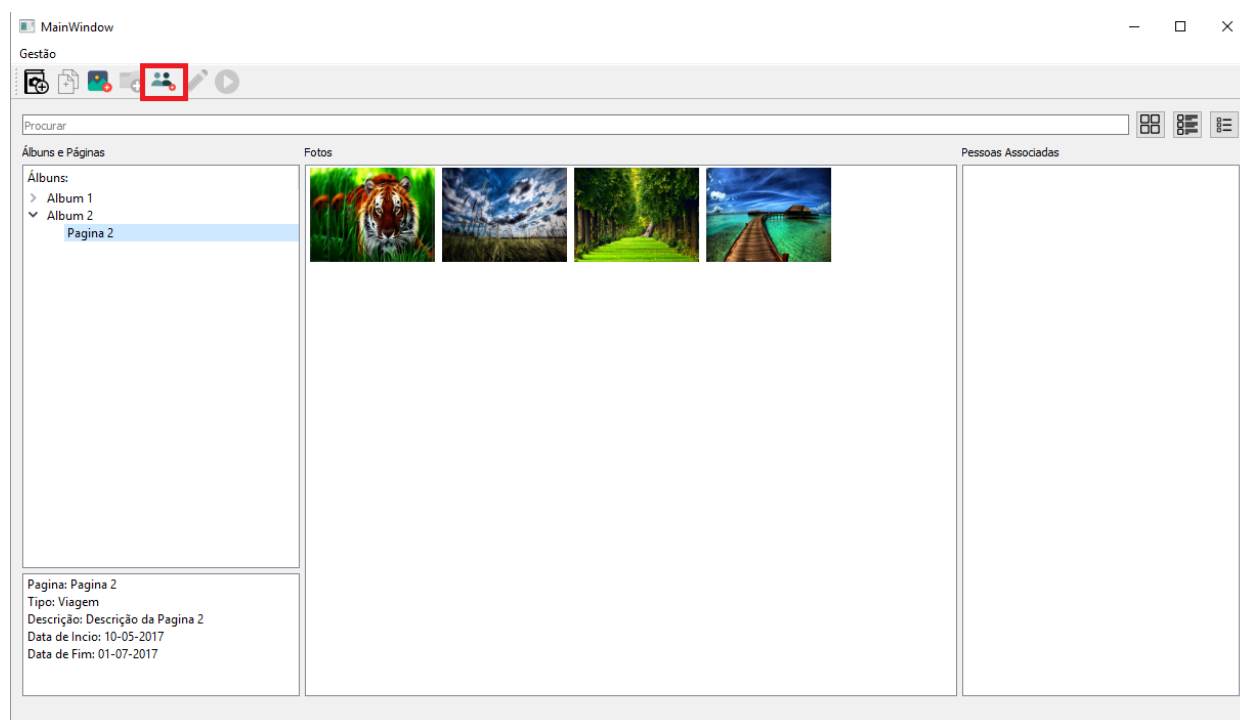 MainWindow
Gestão
Procurar
Álbuns e Páginas
Fotos
Pessoas Associadas
Álbuns:
Album 1
Album 2
Pagina 2
Pagina: Pagina 2
Tipo: Viagem
Descrição: Descrição da Pagina 2
Data de Incio: 10-05-2017
Data de Fim: 01-07-2017